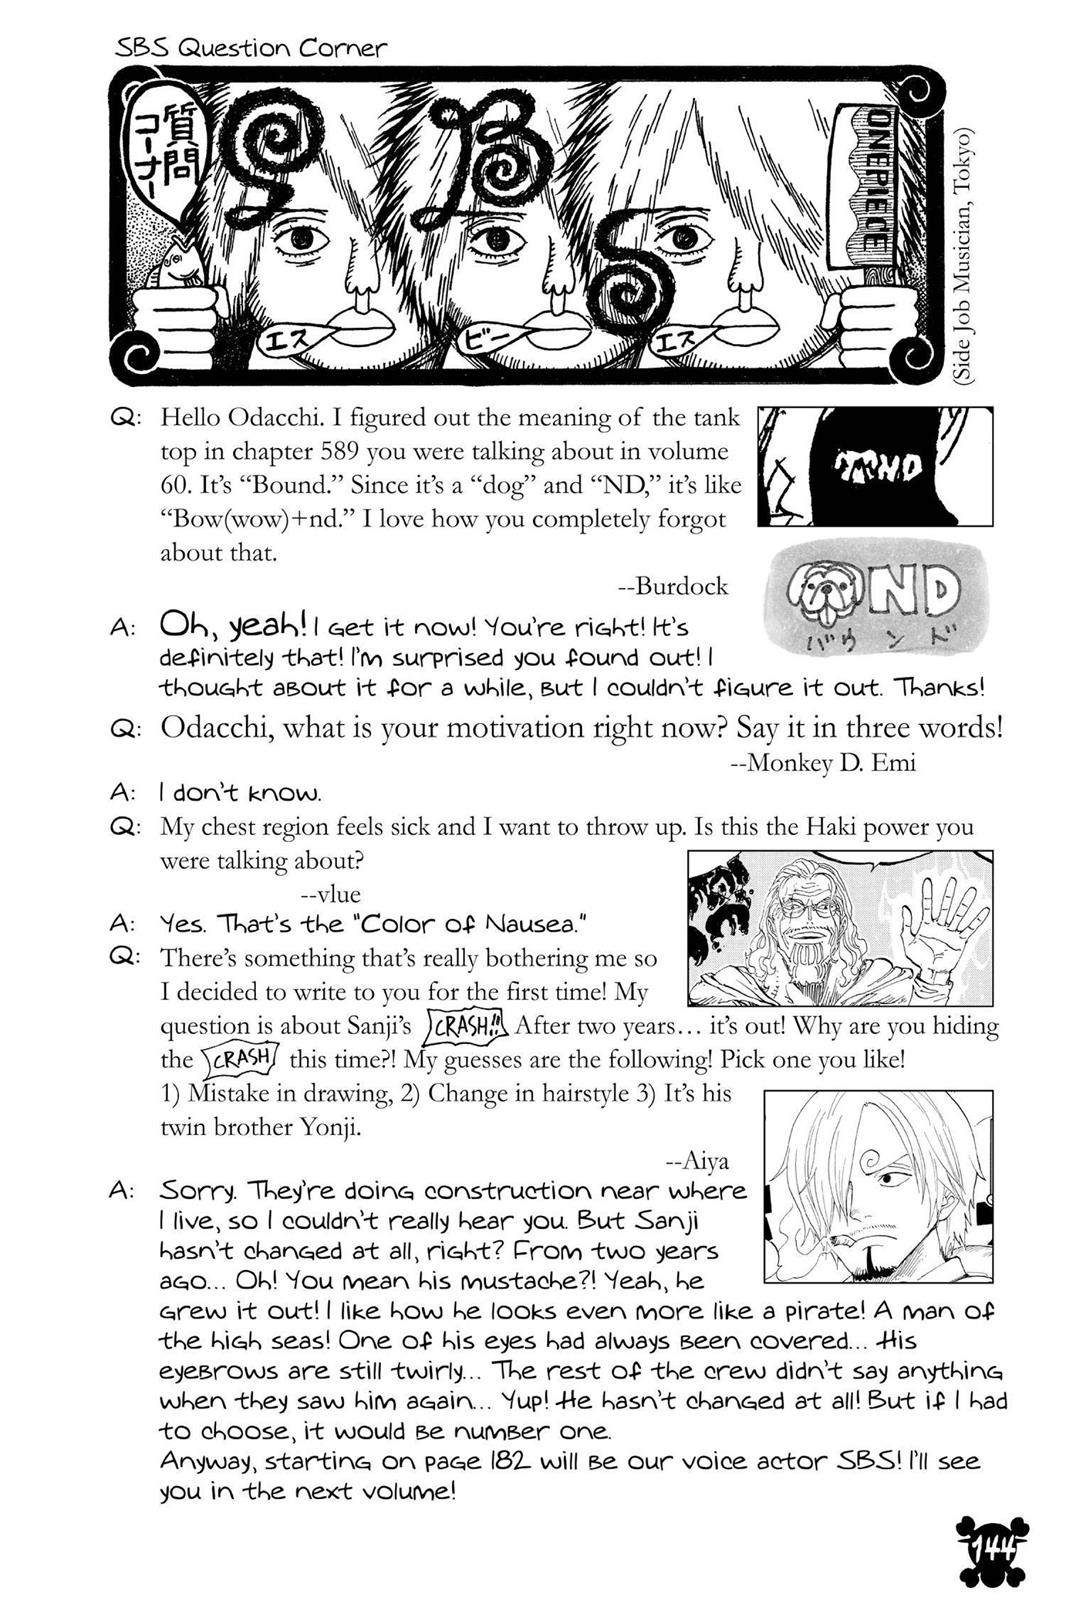 SBS Question Corner
質問
コーナー
S
B
S
ONE PIECE
エス
ビー
エス
(Side Job Musician, Tokyo)
Q: Hello Odacchi. I figured out the meaning of the tank
top in chapter 589 you were talking about in volume
60. It's “Bound.” Since it's a “dog” and “ND,” it's like
“Bow(wow)+nd.” I love how you completely forgot
about that.
--Burdock
ND
ND
バウンド
A: Oh, yeah! I get it now! You're right! It's
definitely that! I'm surprised you found out! I
thought about it for a while, but I couldn't figure it out. Thanks!
Q: Odacchi, what is your motivation right now? Say it in three words!
--Monkey D. Emi
A: I don't know.
Q: My chest region feels sick and I want to throw up. Is this the Haki power you
were talking about?
--vlue
A: Yes. That's the "Color of Nausea."
Q: There's something that's really bothering me so
I decided to write to you for the first time! My
question is about Sanji's CRASH!! After two years… it's out! Why are you hiding
the CRASH this time?! My guesses are the following! Pick one you like!
1) Mistake in drawing, 2) Change in hairstyle 3) It's his
twin brother Yonji.
--Aiya
A: Sorry. They're doing construction near where
I live, so I couldn't really hear you. But Sanji
hasn't changed at all, right? From two years
ago... Oh! You mean his mustache?! Yeah, he
grew it out! I like how he looks even more like a pirate! A man of
the high seas! One of his eyes had always been covered... His
eyebrows are still twirly... The rest of the crew didn't say anything
when they saw him again... Yup! He hasn't changed at all! But if I had
to choose, it would be number one.
Anyway, starting on page 182 will be our voice actor SBS! I'll see
you in the next volume!
144